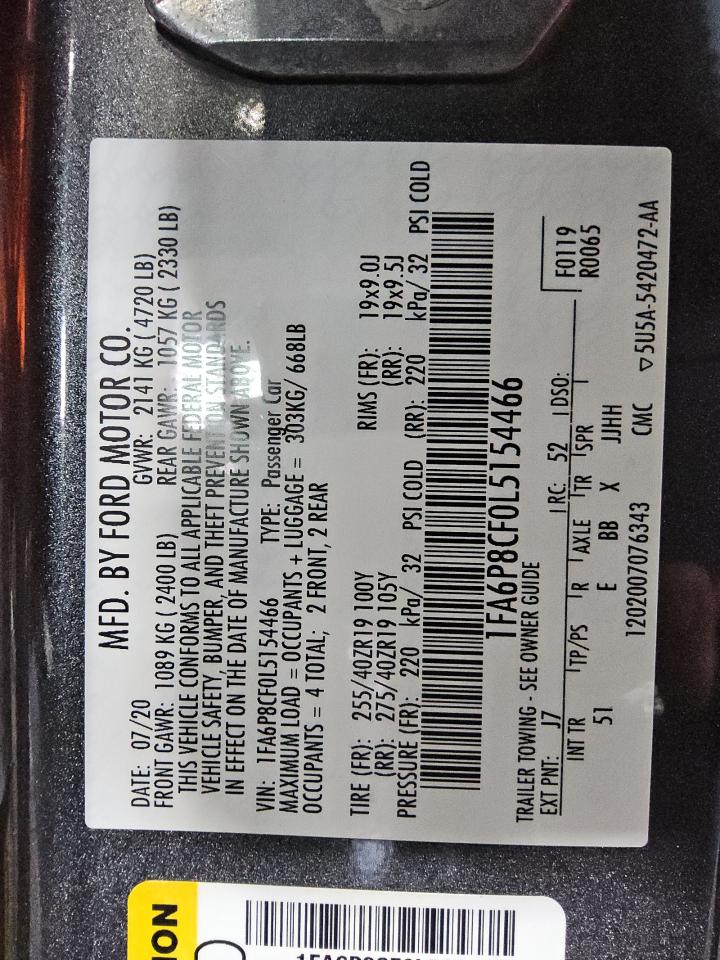 MFD. BY FORD MOTOR CO.
DATE: 07/20 GVWR: 2141 KG ( 4720 LB)
FRONT GAWR: 1089 KG ( 2400 LB) REAR GAWR: 1057 KG ( 2330 LB)
THIS VEHICLE CONFORMS TO ALL APPLICABLE FEDERAL MOTOR
VEHICLE SAFETY, BUMPER, AND THEFT PREVENTION STANDARDS
IN EFFECT ON THE DATE OF MANUFACTURE SHOWN ABOVE.
VIN: 1FA6P8CF0L5154466 TYPE: Passenger Car
MAXIMUM LOAD = OCCUPANTS + LUGGAGE = 303KG/ 668LB
OCCUPANTS = 4 TOTAL; 2 FRONT, 2 REAR
TIRE (FR): 255/40ZR19 100Y RIMS (FR): 19x9.0J
(RR): 275/40ZR19 105Y (RR): 19x9.5J
PRESSURE (FR): 220 kPa/ 32 PSI COLD (RR): 220 kPa/ 32 PSI COLD
1FA6P8CF0L5154466
TRAILER TOWING - SEE OWNER GUIDE
EXT PNT: J7 RC: 52 DSO: F0119
INT TR TP/PS R AXLE TR SPR R0065
51 E BB X JJHH
1202007076343 CMC ▽5U5A-5420472-AA
ION